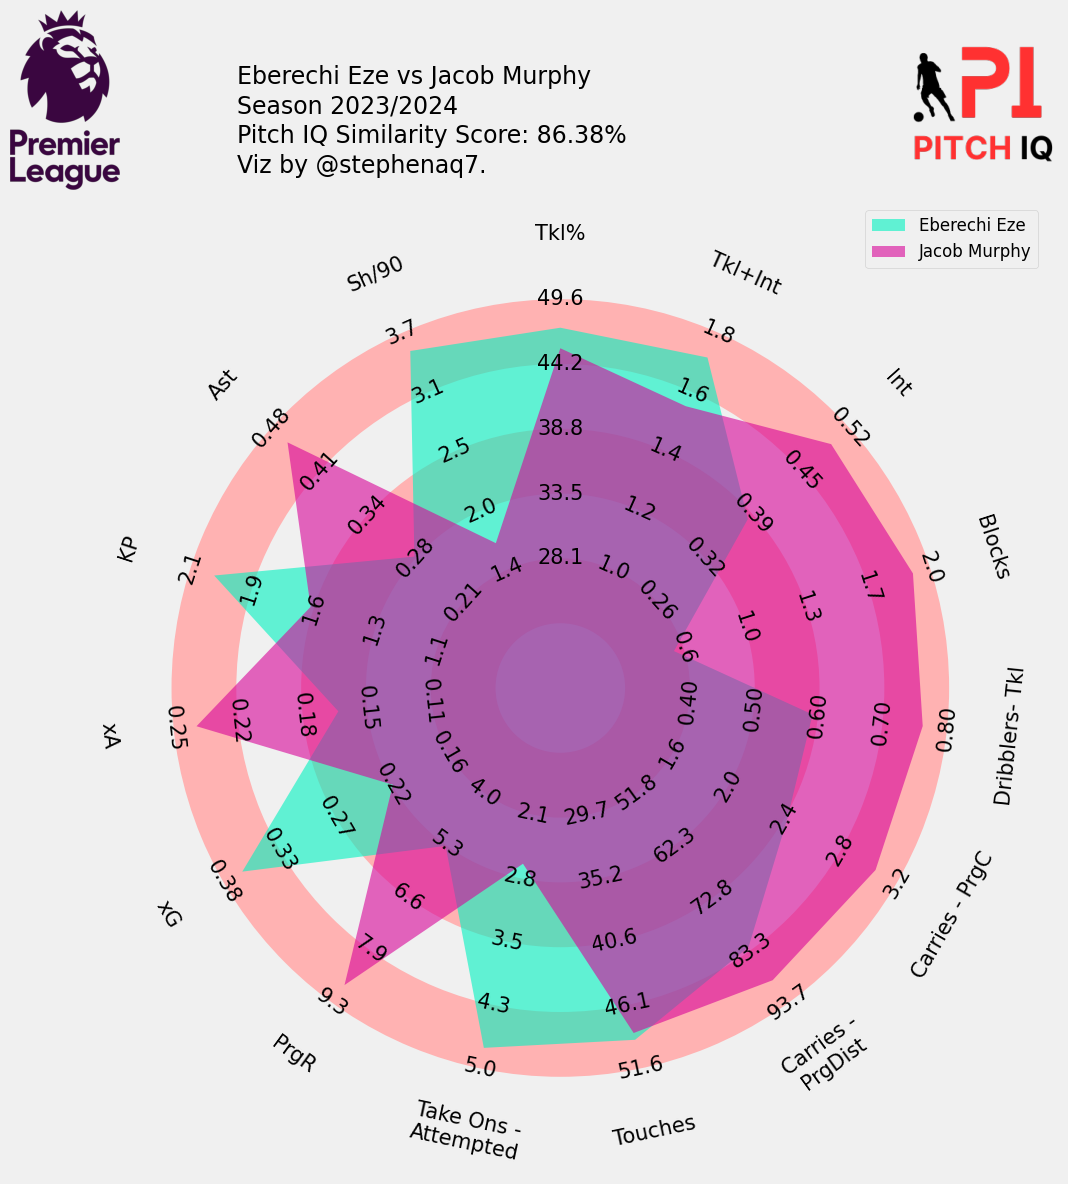 Premier
League
Eberechi Eze vs Jacob Murphy
Season 2023/2024
Pitch IQ Similarity Score: 86.38%
Viz by @stephenaq7.
PI
PITCH IQ
Eberechi Eze
Jacob Murphy
Tkl%
49.6
44.2
38.8
33.5
28.1
Tkl+Int
1.8
1.6
1.4
1.2
1.0
Int
0.52
0.45
0.39
0.32
0.26
Blocks
2.0
1.7
1.3
1.0
0.6
Dribblers- Tkl
0.80
0.70
0.60
0.50
0.40
Carries - PrgC
3.2
2.8
2.4
2.0
1.6
Carries -
PrgDist
93.7
83.3
72.8
62.3
51.8
Touches
51.6
46.1
40.6
35.2
29.7
Take Ons -
Attempted
5.0
4.3
3.5
2.8
2.1
PrgR
9.3
7.9
6.6
5.3
4.0
xG
0.38
0.33
0.27
0.22
0.16
xA
0.25
0.22
0.18
0.15
0.11
KP
2.1
1.9
1.6
1.3
1.1
Ast
0.48
0.41
0.34
0.28
0.21
Sh/90
3.7
3.1
2.5
2.0
1.4